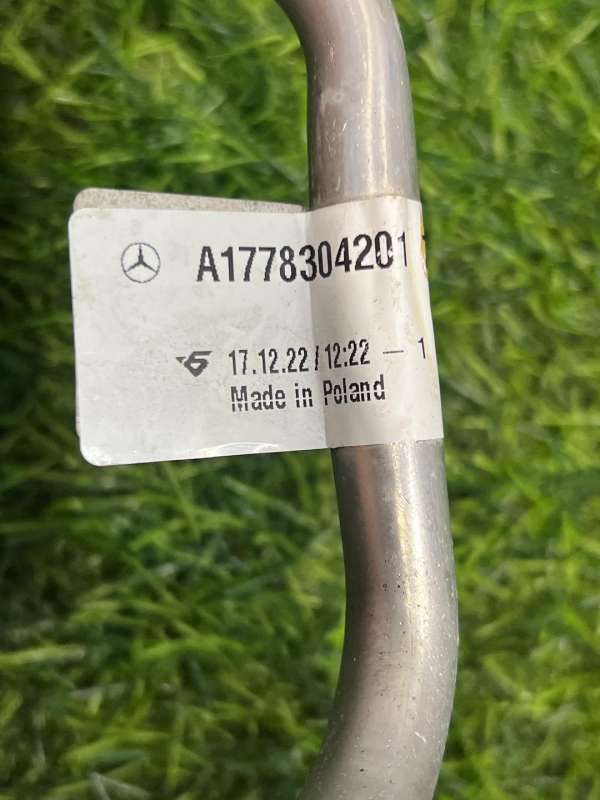 A1778304201
17.12.22 / 12:22 — 1
Made in Poland